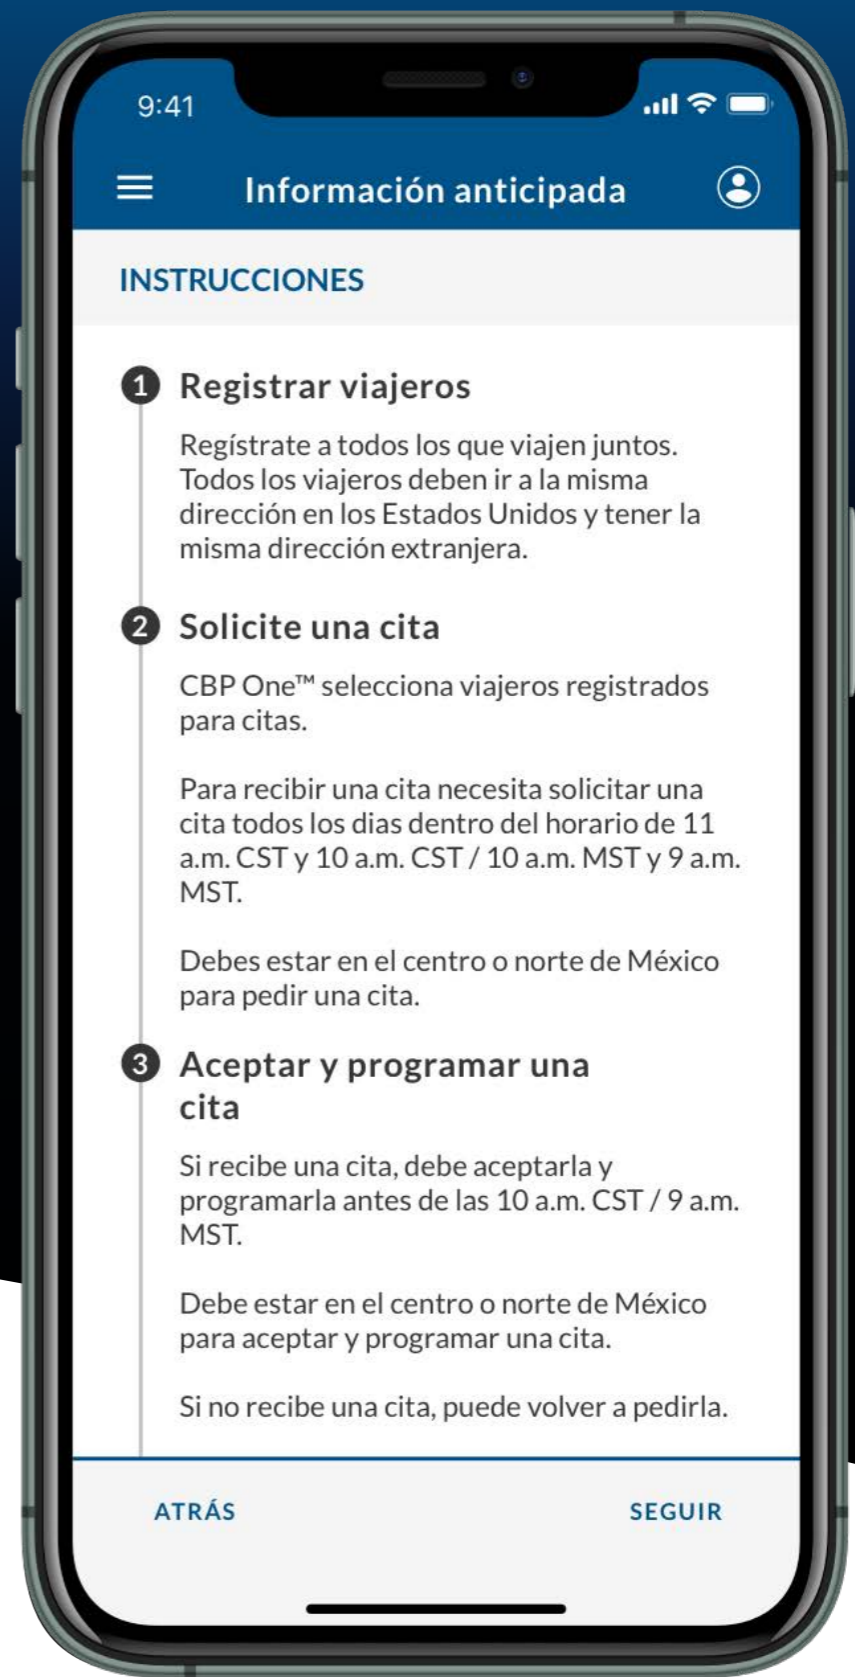 9:41
Información anticipada
INSTRUCCIONES
1 Registrar viajeros
Regístrate a todos los que viajen juntos.
Todos los viajeros deben ir a la misma
dirección en los Estados Unidos y tener la
misma dirección extranjera.
2 Solicite una cita
CBP One™ selecciona viajeros registrados
para citas.
Para recibir una cita necesita solicitar una
cita todos los dias dentro del horario de 11
a.m. CST y 10 a.m. CST / 10 a.m. MST y 9 a.m.
MST.
Debes estar en el centro o norte de México
para pedir una cita.
3 Aceptar y programar una
cita
Si recibe una cita, debe aceptarla y
programarla antes de las 10 a.m. CST / 9 a.m.
MST.
Debe estar en el centro o norte de México
para aceptar y programar una cita.
Si no recibe una cita, puede volver a pedirla.
ATRÁS SEGUIR